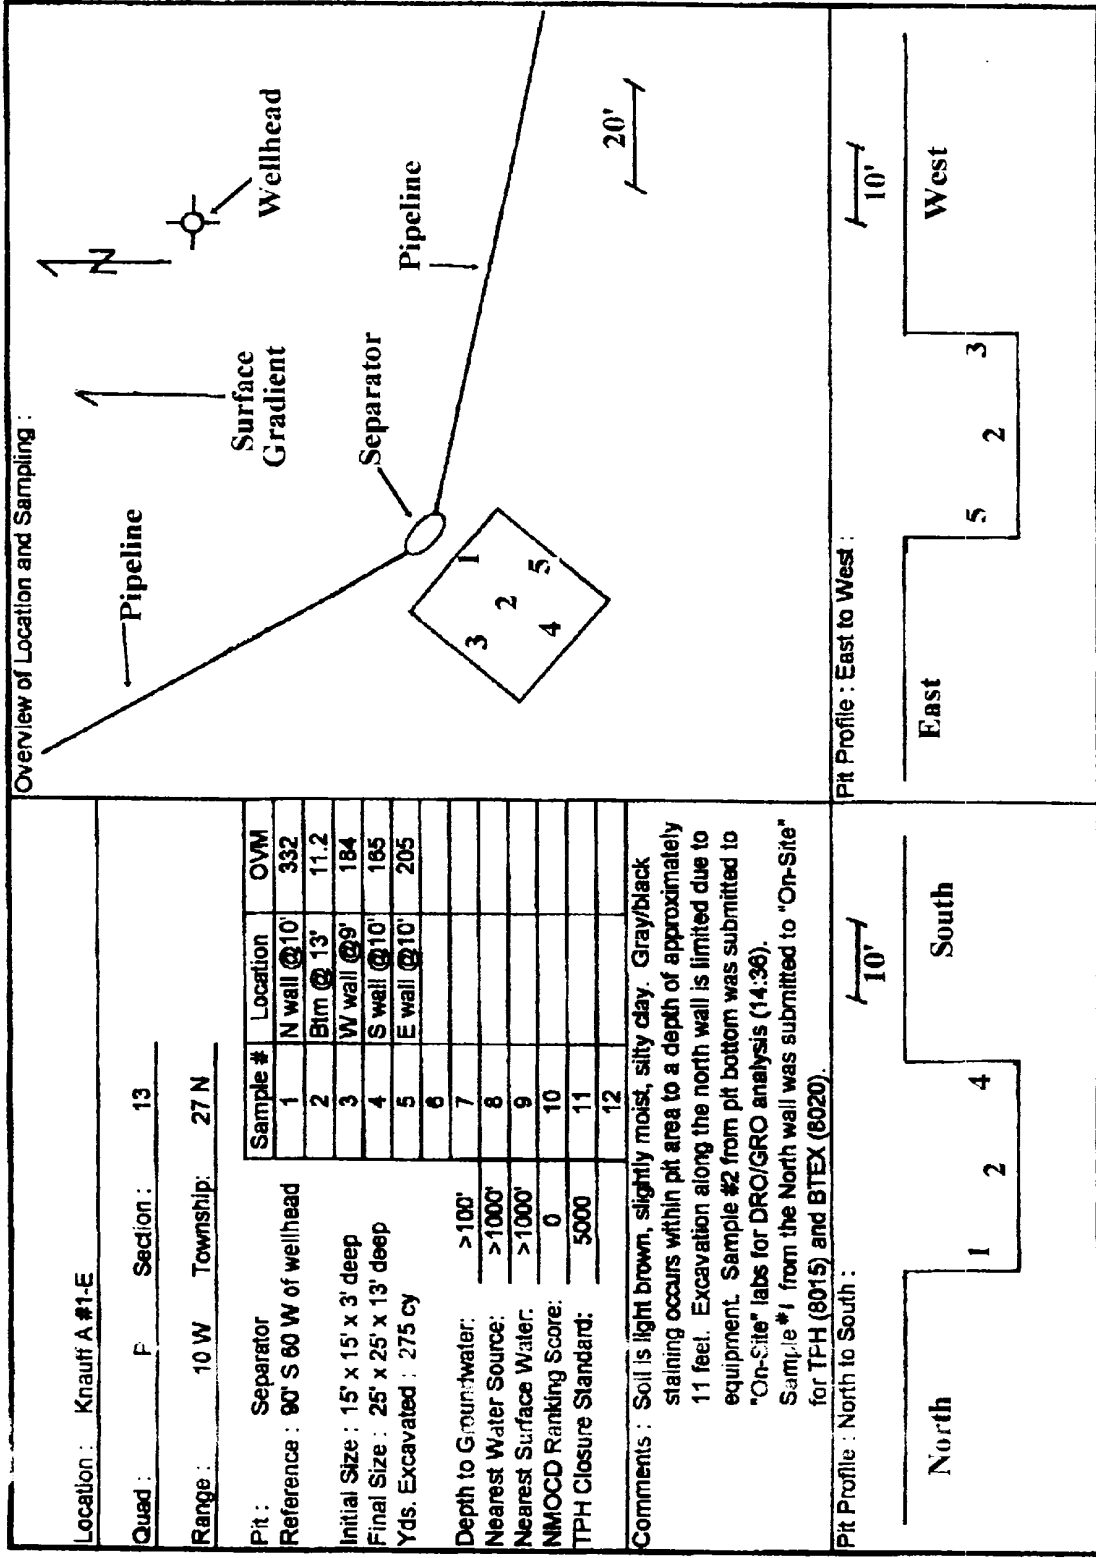 Location : Knauff A #1-E
Quad : P Section : 13
Range : 10 W Township: 27 N
Pit : Separator
Reference : 90' S 60 W of wellhead
Initial Size : 15' x 15' x 3' deep
Final Size : 25' x 25' x 13' deep
Yds. Excavated : 275 cy
Depth to Groundwater: >100'
Nearest Water Source: >1000'
Nearest Surface Water: >1000'
NMOCD Ranking Score: 0
TPH Closure Standard: 5000
Sample # Location OVM
1 N wall @10' 332
2 Btm @ 13' 11.2
3 W wall @9' 184
4 S wall @10' 165
5 E wall @10' 205
6
7
8
9
10
11
12
Comments : Soil is light brown, slightly moist, silty clay. Gray/black
staining occurs within pit area to a depth of approximately
11 feet. Excavation along the north wall is limited due to
equipment. Sample #2 from pit bottom was submitted to
"On-Site" labs for DRO/GRO analysis (14:36).
Sample #1 from the North wall was submitted to "On-Site"
for TPH (8015) and BTEX (8020).
Overview of Location and Sampling :
Pipeline
Surface
Gradient
N
Wellhead
Separator
Pipeline
3
2
1
4
5
20'
Pit Profile : North to South :
10'
North
South
1 2 4
Pit Profile : East to West :
10'
East
West
5 2 3